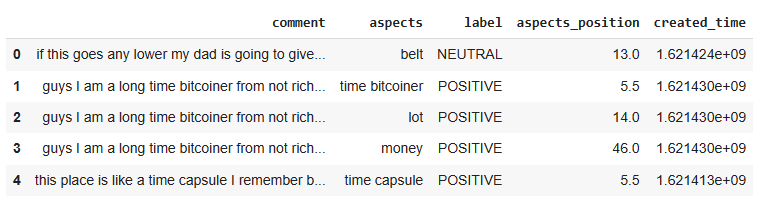 comment aspects label aspects_position created_time
0 if this goes any lower my dad is going to give... belt NEUTRAL 13.0 1.621424e+09
1 guys I am a long time bitcoiner from not rich... time bitcoiner POSITIVE 5.5 1.621430e+09
2 guys I am a long time bitcoiner from not rich... lot POSITIVE 14.0 1.621430e+09
3 guys I am a long time bitcoiner from not rich... money POSITIVE 46.0 1.621430e+09
4 this place is like a time capsule I remember b... time capsule POSITIVE 5.5 1.621413e+09